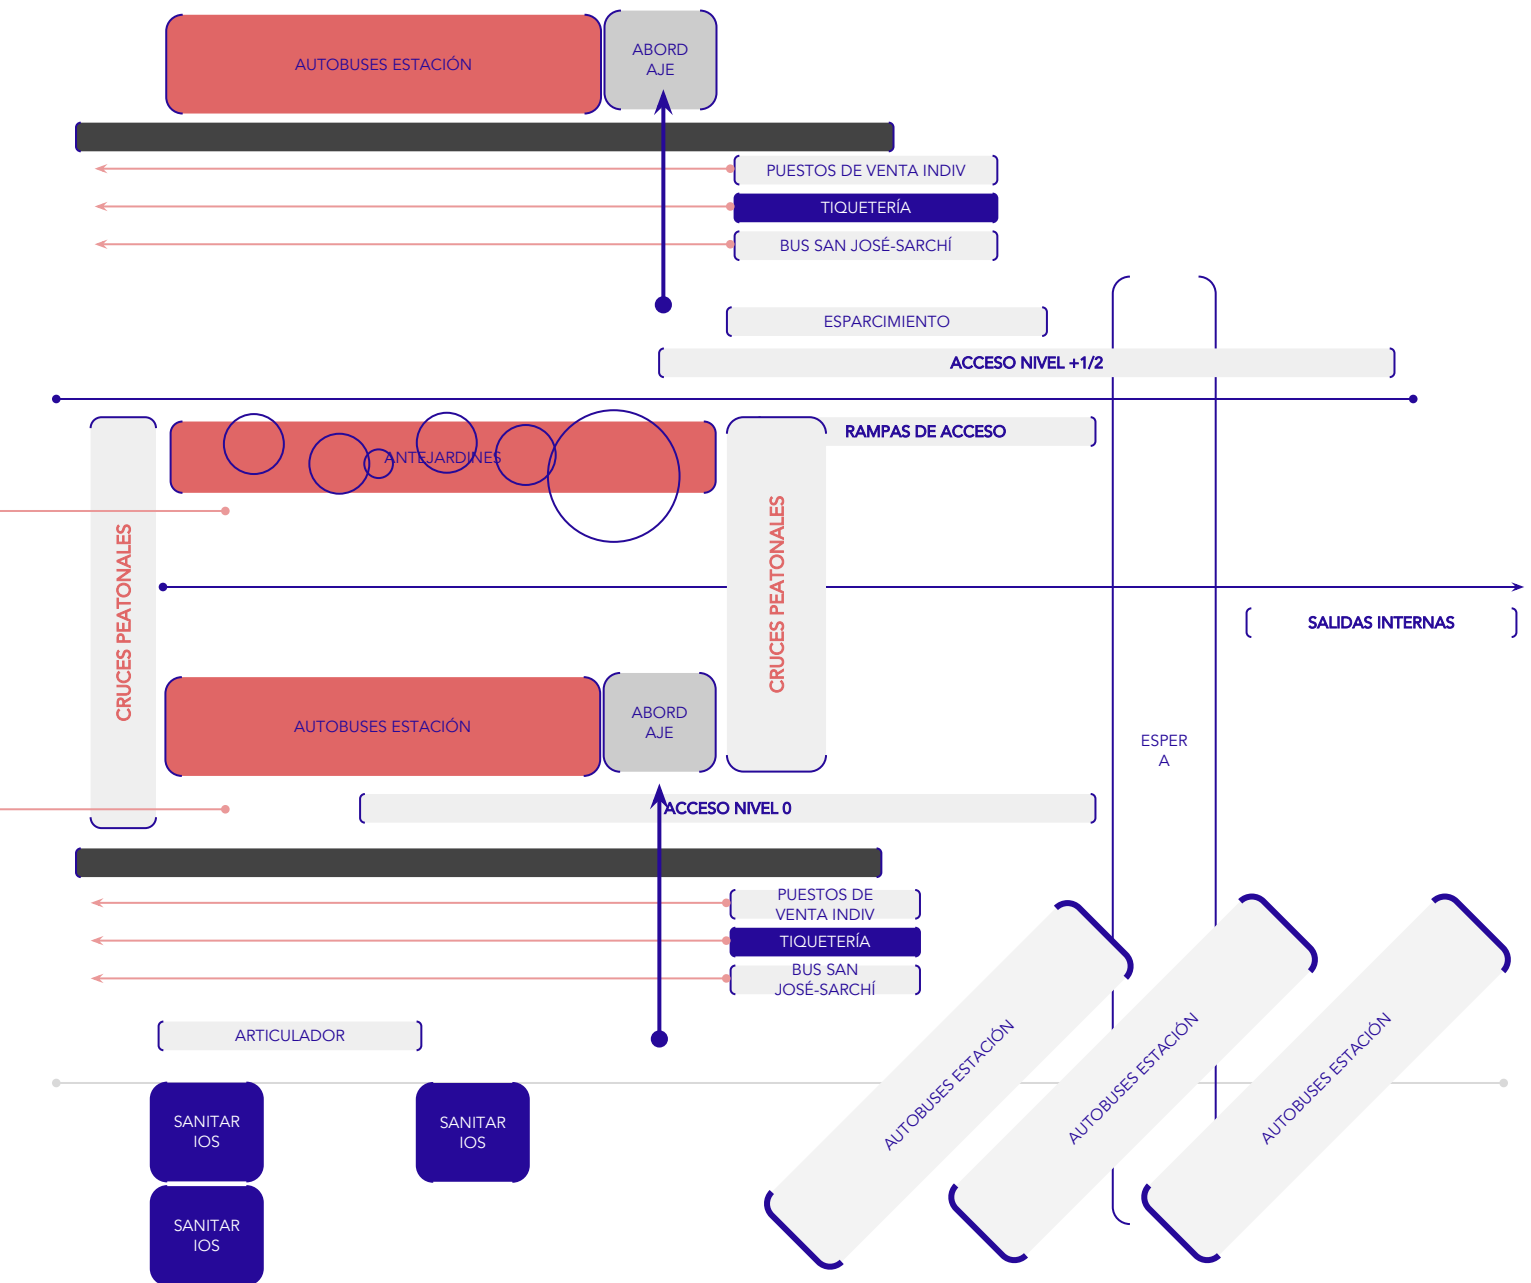 AUTOBUSES ESTACIÓN
ABORD
AJE
PUESTOS DE VENTA INDIV
TIQUETERÍA
BUS SAN JOSÉ-SARCHÍ
ESPARCIMIENTO
ACCESO NIVEL +1/2
RAMPAS DE ACCESO
ANTEJARDINES
CRUCES PEATONALES
CRUCES PEATONALES
SALIDAS INTERNAS
AUTOBUSES ESTACIÓN
ABORD
AJE
ESPER
A
ACCESO NIVEL 0
PUESTOS DE
VENTA INDIV
TIQUETERÍA
BUS SAN
JOSÉ-SARCHÍ
ARTICULADOR
AUTOBUSES ESTACIÓN
AUTOBUSES ESTACIÓN
AUTOBUSES ESTACIÓN
SANITAR
IOS
SANITAR
IOS
SANITAR
IOS